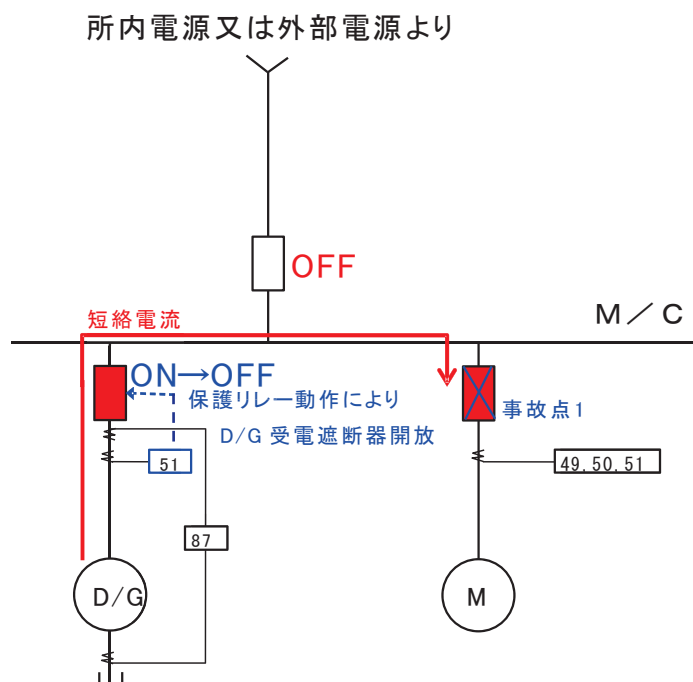 所内電源又は外部電源より
OFF
M／C
短絡電流
ON→OFF
保護リレー動作により
D/G 受電遮断器開放
事故点1
51
49, 50, 51
87
D/G
M